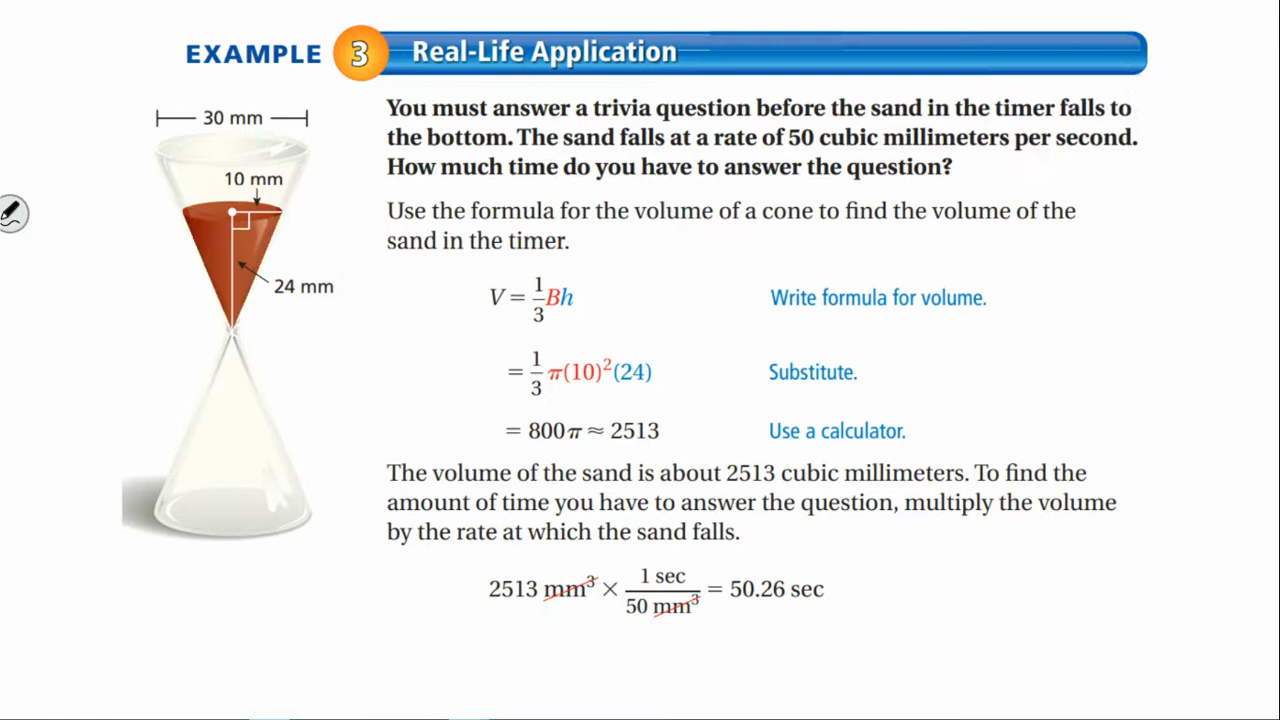 EXAMPLE 3 Real-Life Application
30 mm
10 mm
24 mm
You must answer a trivia question before the sand in the timer falls to
the bottom. The sand falls at a rate of 50 cubic millimeters per second.
How much time do you have to answer the question?
Use the formula for the volume of a cone to find the volume of the
sand in the timer.
V = 1/3 Bh Write formula for volume.
= 1/3 π(10)²(24) Substitute.
= 800π ≈ 2513 Use a calculator.
The volume of the sand is about 2513 cubic millimeters. To find the
amount of time you have to answer the question, multiply the volume
by the rate at which the sand falls.
2513 mm³ × 1 sec / 50 mm³ = 50.26 sec